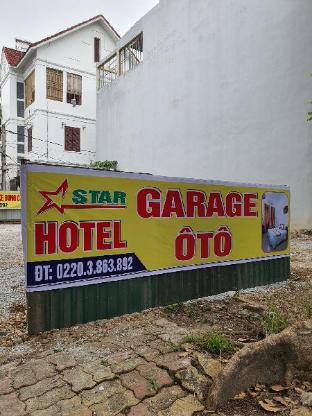 STAR
HOTEL
GARAGE
ÔTÔ
ĐT: 0220.3.863.892